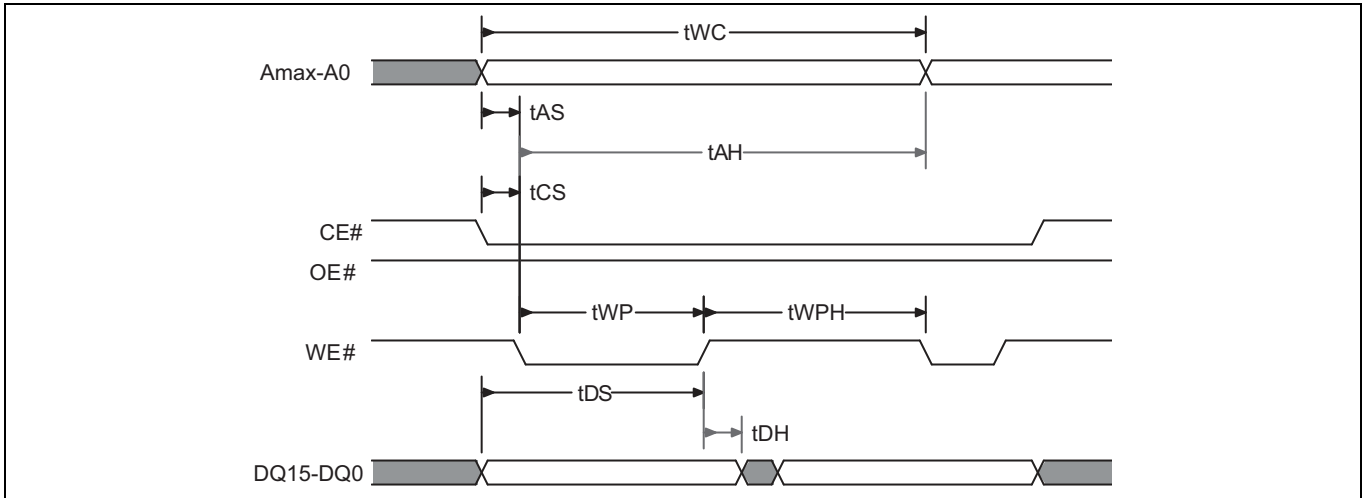 tWC
Amax-A0
tAS
tAH
tCS
CE#
OE#
tWP
tWPH
WE#
tDS
tDH
DQ15-DQ0